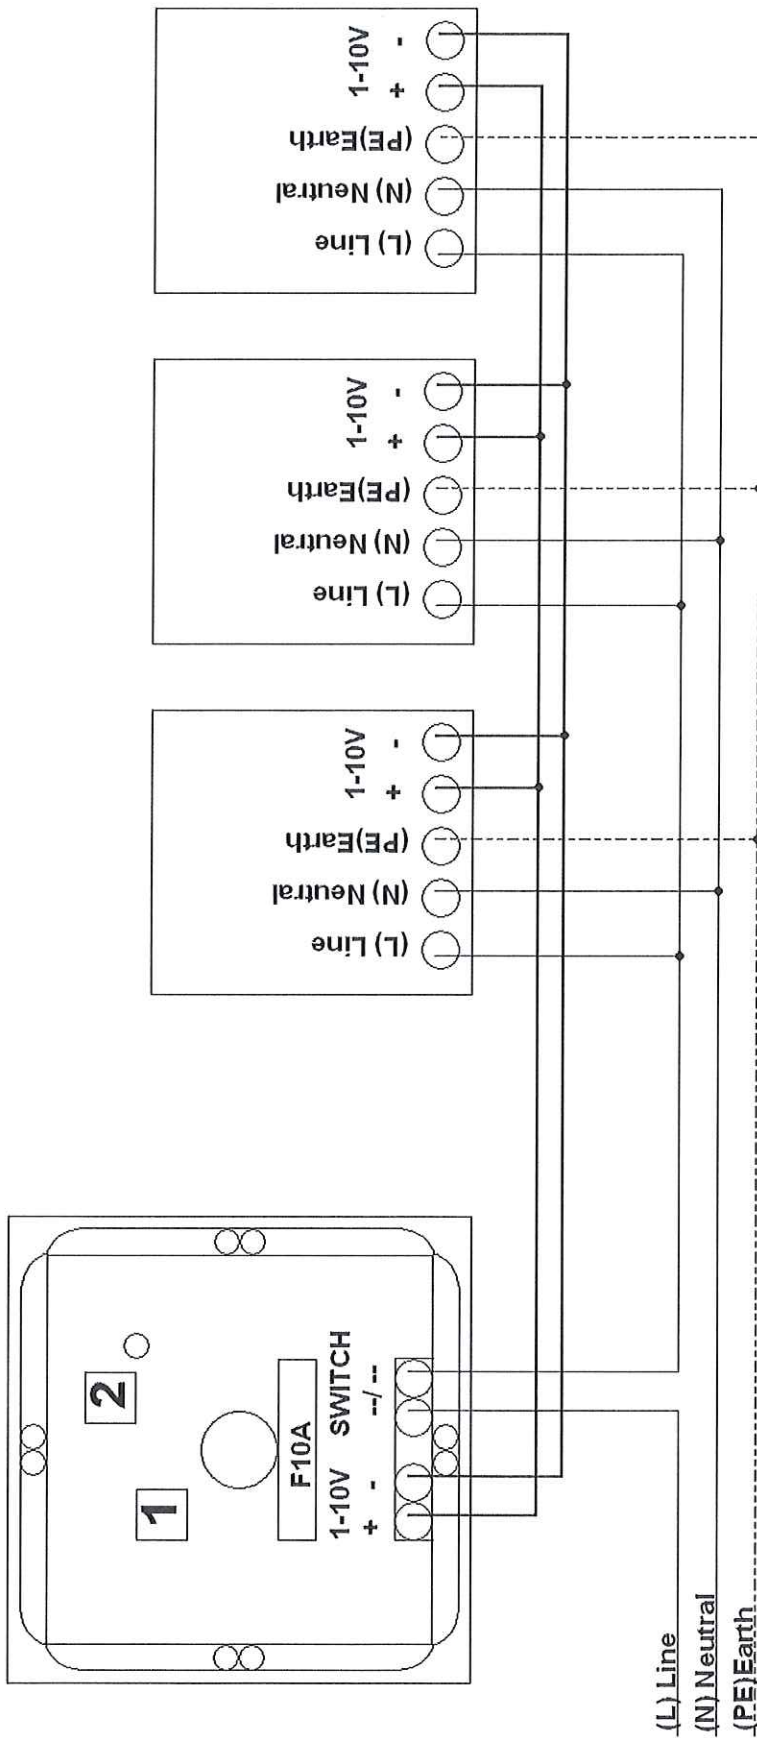 1
2
F10A
1-10V SWITCH
+ - --/ --
(L) Line
(N) Neutral
(PE)Earth
1-10V
+ -
(L) Line
(N) Neutral
(PE)Earth
1-10V
+ -
(L) Line
(N) Neutral
(PE)Earth
1-10V
+ -
(L) Line
(N) Neutral
(PE)Earth